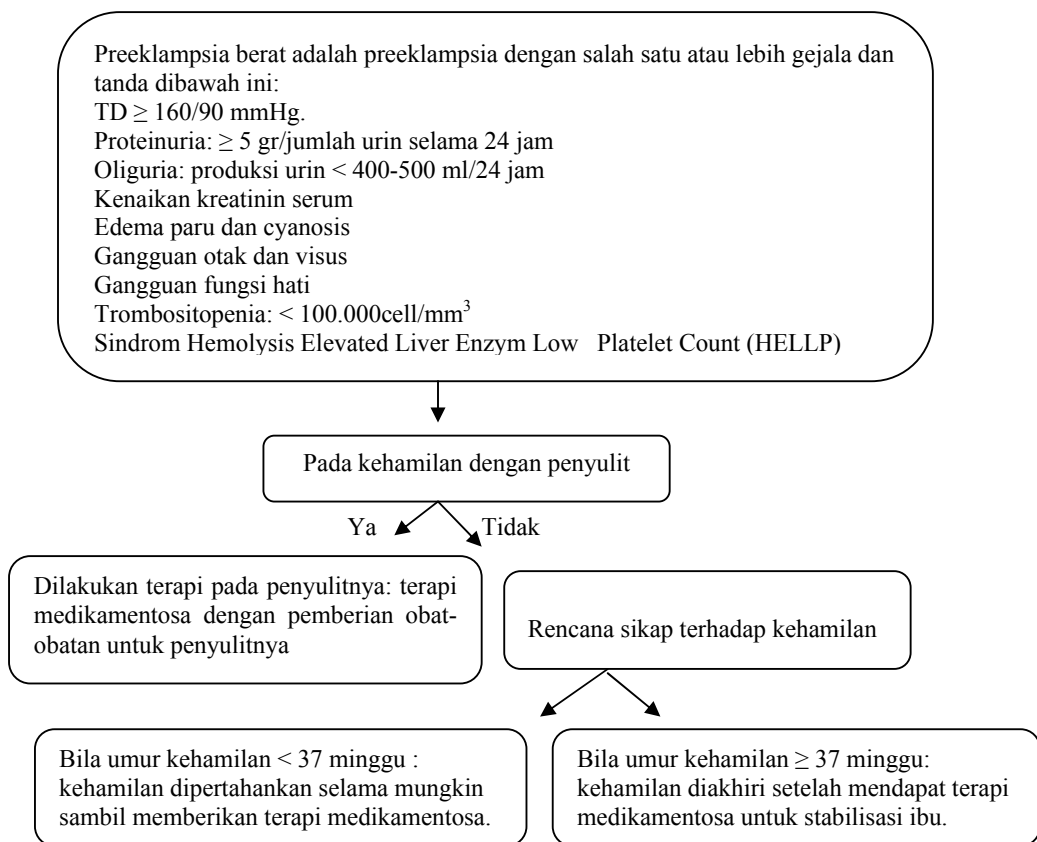 Preeklampsia berat adalah preeklampsia dengan salah satu atau lebih gejala dan
tanda dibawah ini:
TD ≥ 160/90 mmHg.
Proteinuria: ≥ 5 gr/jumlah urin selama 24 jam
Oliguria: produksi urin < 400-500 ml/24 jam
Kenaikan kreatinin serum
Edema paru dan cyanosis
Gangguan otak dan visus
Gangguan fungsi hati
Trombositopenia: < 100.000cell/mm³
Sindrom Hemolysis Elevated Liver Enzym Low Platelet Count (HELLP)
Pada kehamilan dengan penyulit
Ya Tidak
Dilakukan terapi pada penyulitnya: terapi
medikamentosa dengan pemberian obat-
obatan untuk penyulitnya
Rencana sikap terhadap kehamilan
Bila umur kehamilan < 37 minggu :
kehamilan dipertahankan selama mungkin
sambil memberikan terapi medikamentosa.
Bila umur kehamilan ≥ 37 minggu:
kehamilan diakhiri setelah mendapat terapi
medikamentosa untuk stabilisasi ibu.